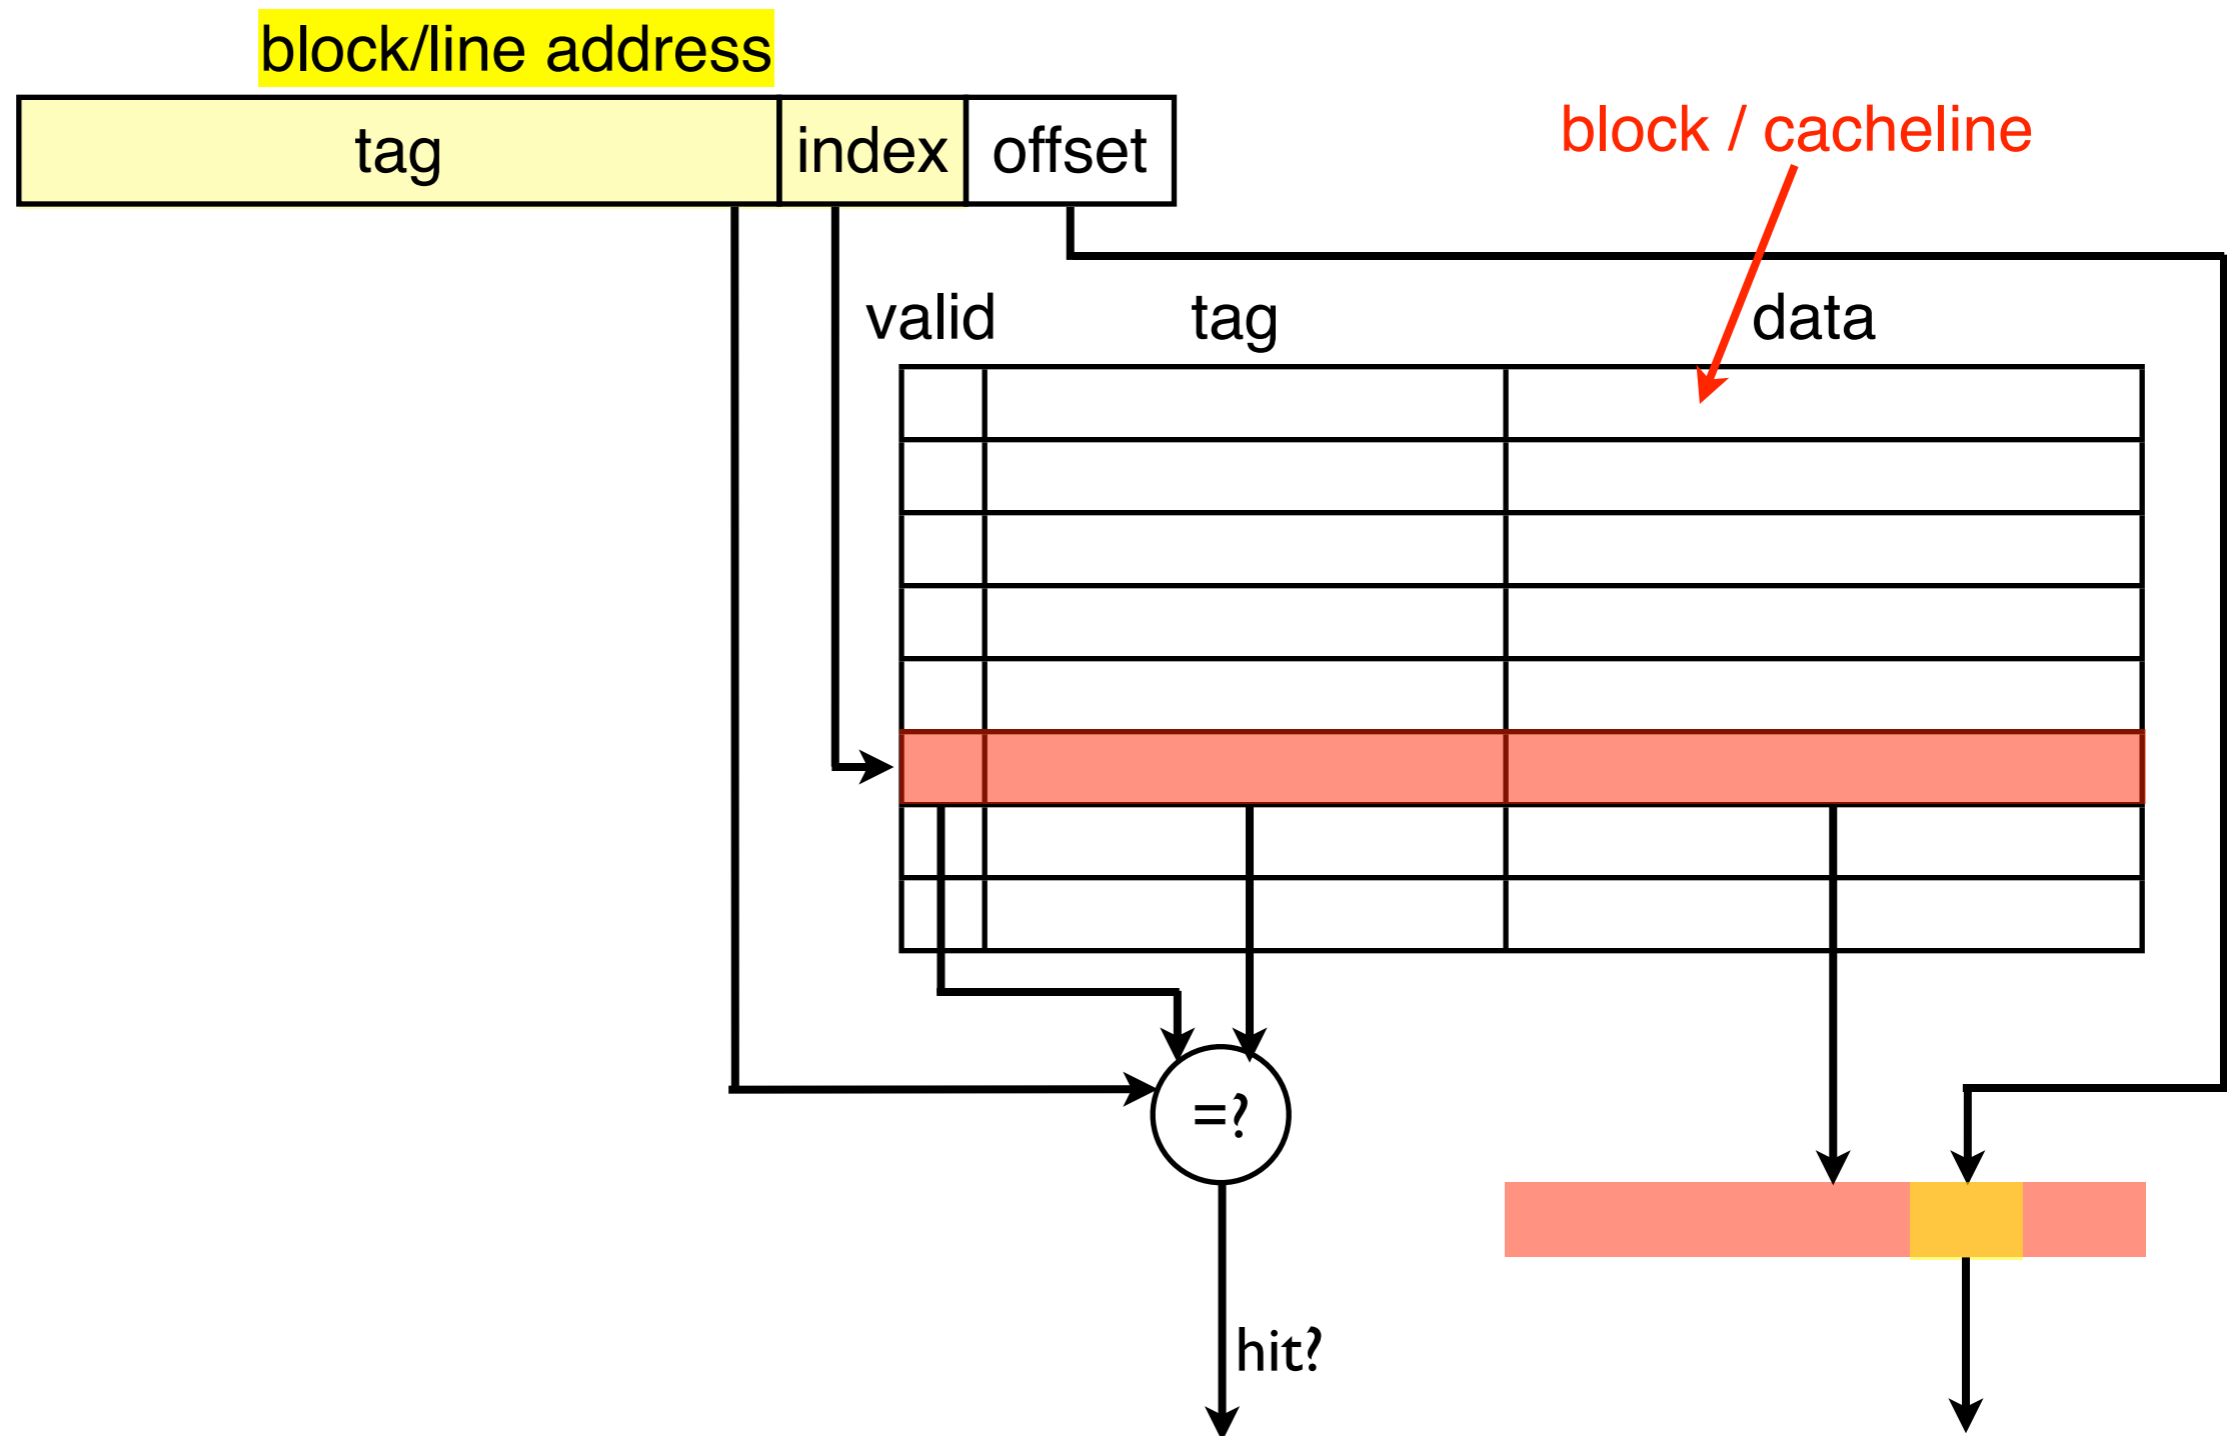 block/line address
tag index offset
block / cacheline
valid tag data
=?
hit?